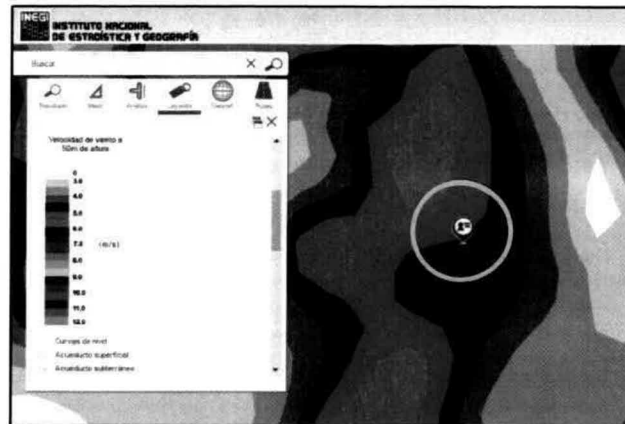 INEGI
INSTITUTO NACIONAL
DE ESTADÍSTICA Y GEOGRAFÍA
Buscar
Análisis
Leyenda
Velocidad de viento a
50m de altura
0
3.0
4.0
5.0
6.0
7.0 (m/s)
8.0
9.0
10.0
11.0
12.0
Curvas de nivel
Acueducto superficial
Acueducto subterráneo